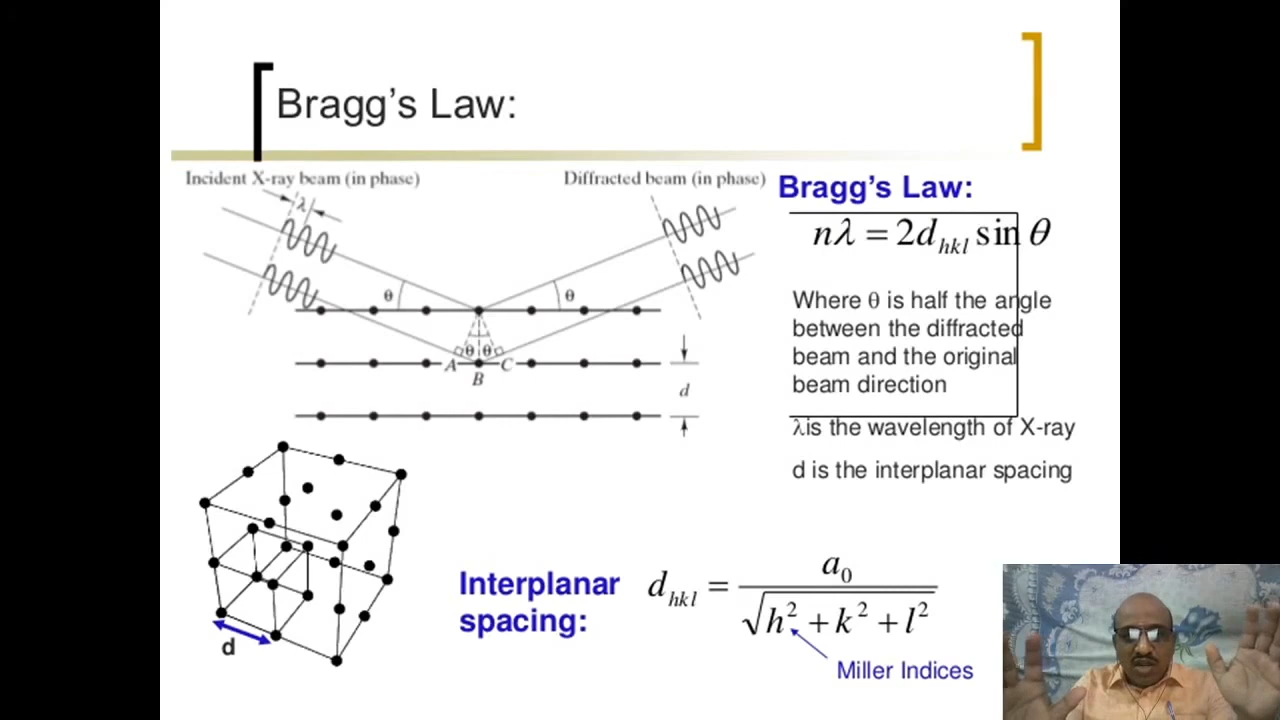 Bragg's Law:
Incident X-ray beam (in phase)
Diffracted beam (in phase)
λ
θ
θ
θ θ
A
B
C
d
Bragg's Law:
nλ = 2d_hkl sin θ
Where θ is half the angle
between the diffracted
beam and the original
beam direction
λis the wavelength of X-ray
d is the interplanar spacing
d
Interplanar
spacing:
d_hkl = a_0 / √(h² + k² + l²)
Miller Indices